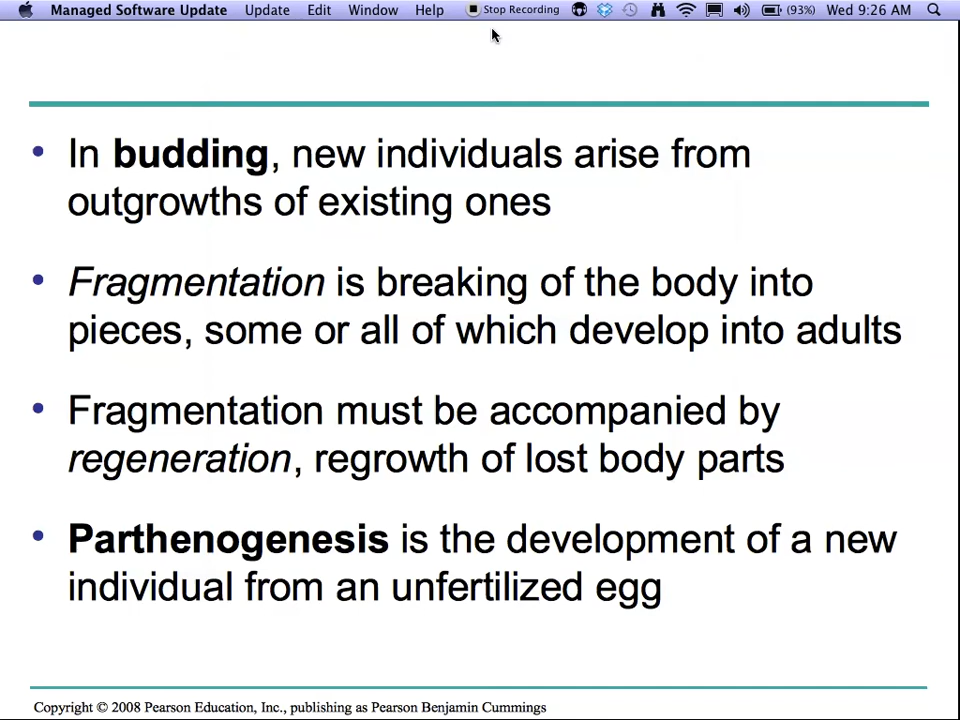 Managed Software Update Update Edit Window Help Stop Recording (93%) Wed 9:26 AM
• In budding, new individuals arise from
outgrowths of existing ones
• Fragmentation is breaking of the body into
pieces, some or all of which develop into adults
• Fragmentation must be accompanied by
regeneration, regrowth of lost body parts
• Parthenogenesis is the development of a new
individual from an unfertilized egg
Copyright © 2008 Pearson Education, Inc., publishing as Pearson Benjamin Cummings